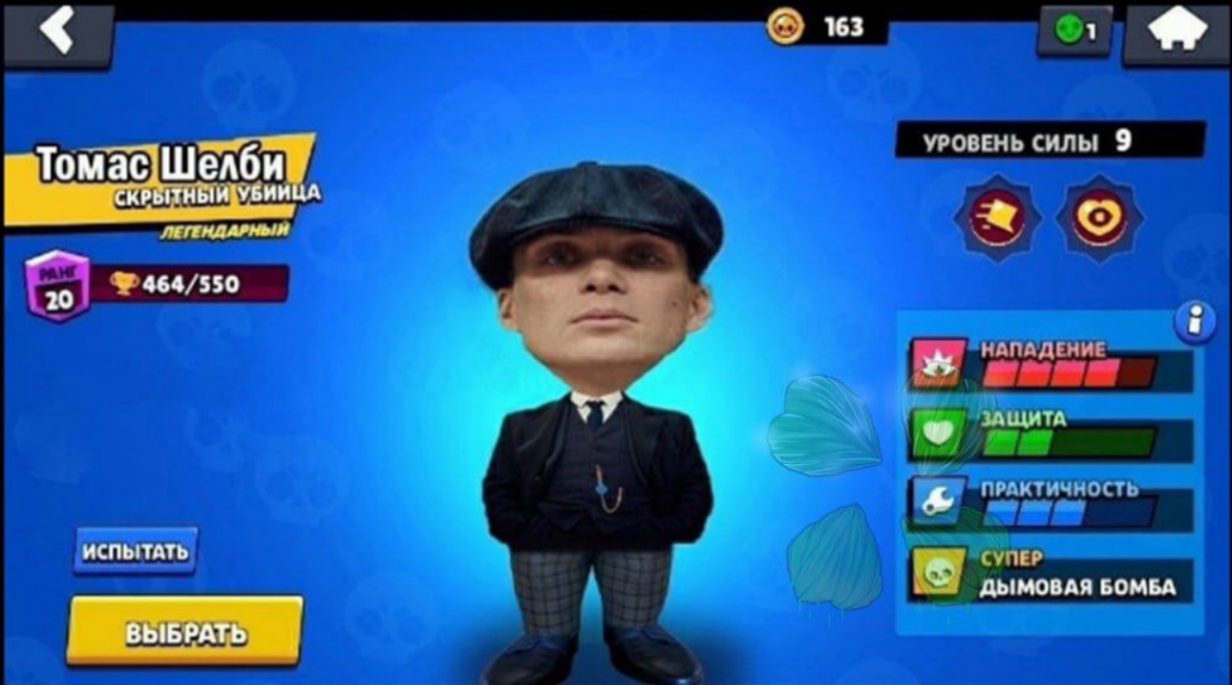 163
1
Томас Шелби
СКРЫТНЫЙ УБИЙЦА
ЛЕГЕНДАРНЫЙ
РАНГ
20
464/550
УРОВЕНЬ СИЛЫ 9
i
НАПАДЕНИЕ
ЗАЩИТА
ПРАКТИЧНОСТЬ
СУПЕР
ДЫМОВАЯ БОМБА
ИСПЫТАТЬ
ВЫБРАТЬ